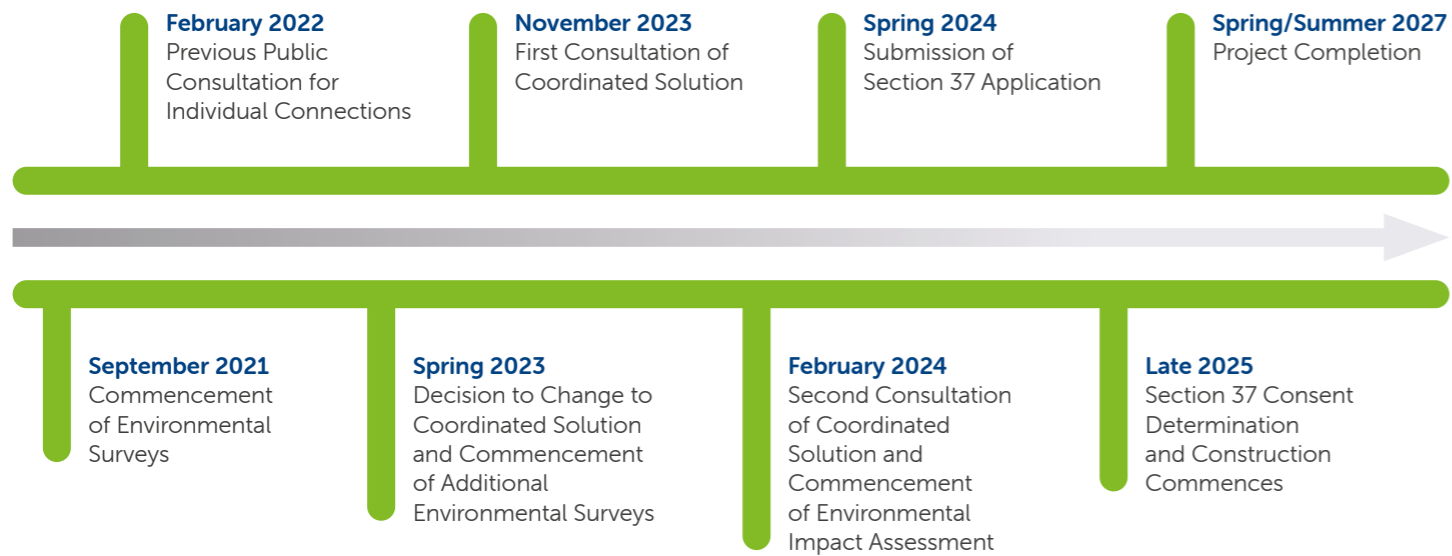 February 2022
Previous Public
Consultation for
Individual Connections
November 2023
First Consultation of
Coordinated Solution
Spring 2024
Submission of
Section 37 Application
Spring/Summer 2027
Project Completion
September 2021
Commencement
of Environmental
Surveys
Spring 2023
Decision to Change to
Coordinated Solution
and Commencement
of Additional
Environmental Surveys
February 2024
Second Consultation
of Coordinated
Solution and
Commencement
of Environmental
Impact Assessment
Late 2025
Section 37 Consent
Determination
and Construction
Commences